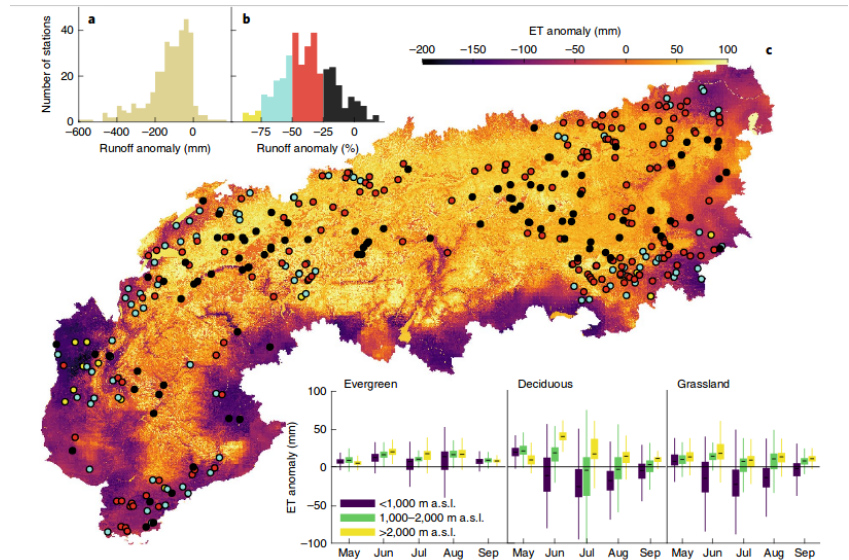 a
b
ET anomaly (mm)
c
−200 −150 −100 −50 0 50 100
Number of stations
40
20
0
−600 −400 −200 0
−75 −50 −25 0
Runoff anomaly (mm)
Runoff anomaly (%)
Evergreen Deciduous Grassland
ET anomaly (mm)
100
50
0
−50
−100
<1,000 m a.s.l.
1,000–2,000 m a.s.l.
>2,000 m a.s.l.
May Jun Jul Aug Sep May Jun Jul Aug Sep May Jun Jul Aug Sep